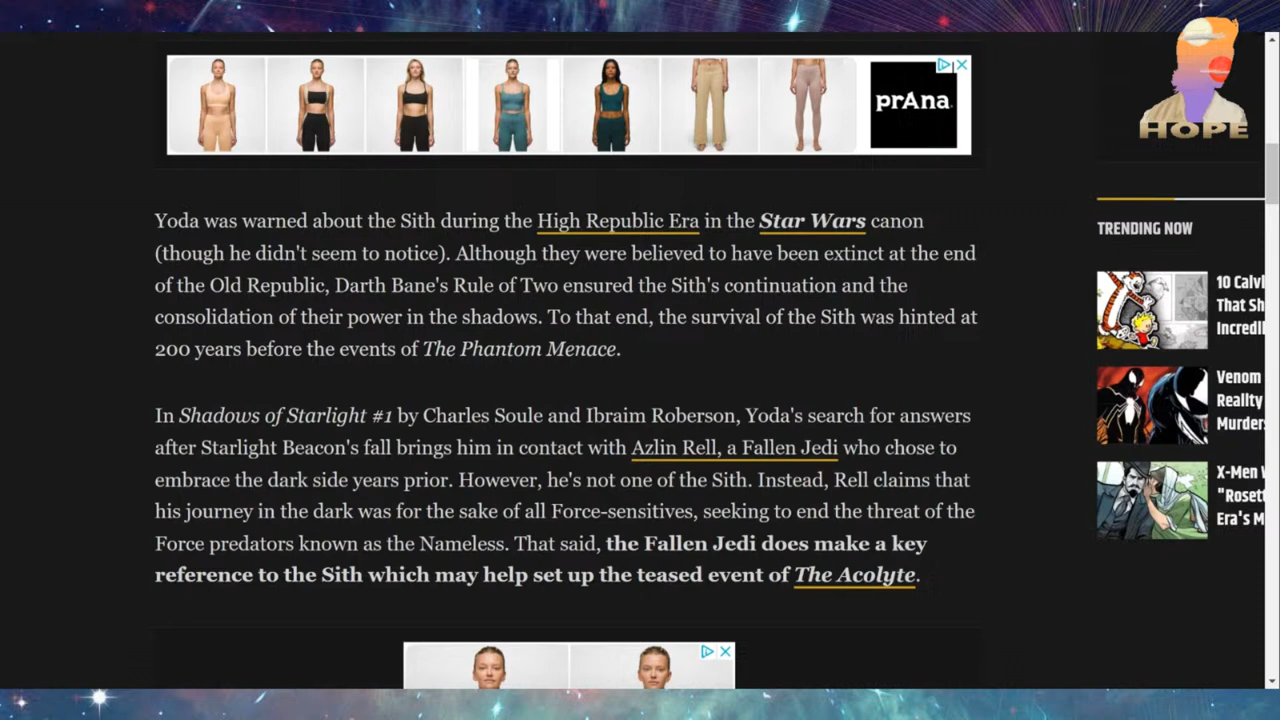 prAna
HOPE
Yoda was warned about the Sith during the High Republic Era in the Star Wars canon
(though he didn't seem to notice). Although they were believed to have been extinct at the end
of the Old Republic, Darth Bane's Rule of Two ensured the Sith's continuation and the
consolidation of their power in the shadows. To that end, the survival of the Sith was hinted at
200 years before the events of The Phantom Menace.
In Shadows of Starlight #1 by Charles Soule and Ibraim Roberson, Yoda's search for answers
after Starlight Beacon's fall brings him in contact with Azlin Rell, a Fallen Jedi who chose to
embrace the dark side years prior. However, he's not one of the Sith. Instead, Rell claims that
his journey in the dark was for the sake of all Force-sensitives, seeking to end the threat of the
Force predators known as the Nameless. That said, the Fallen Jedi does make a key
reference to the Sith which may help set up the teased event of The Acolyte.
TRENDING NOW
10 Calvi
That Sh
Incredil
Venom
Reality
Murder
X-Men
"Rosett
Era's M